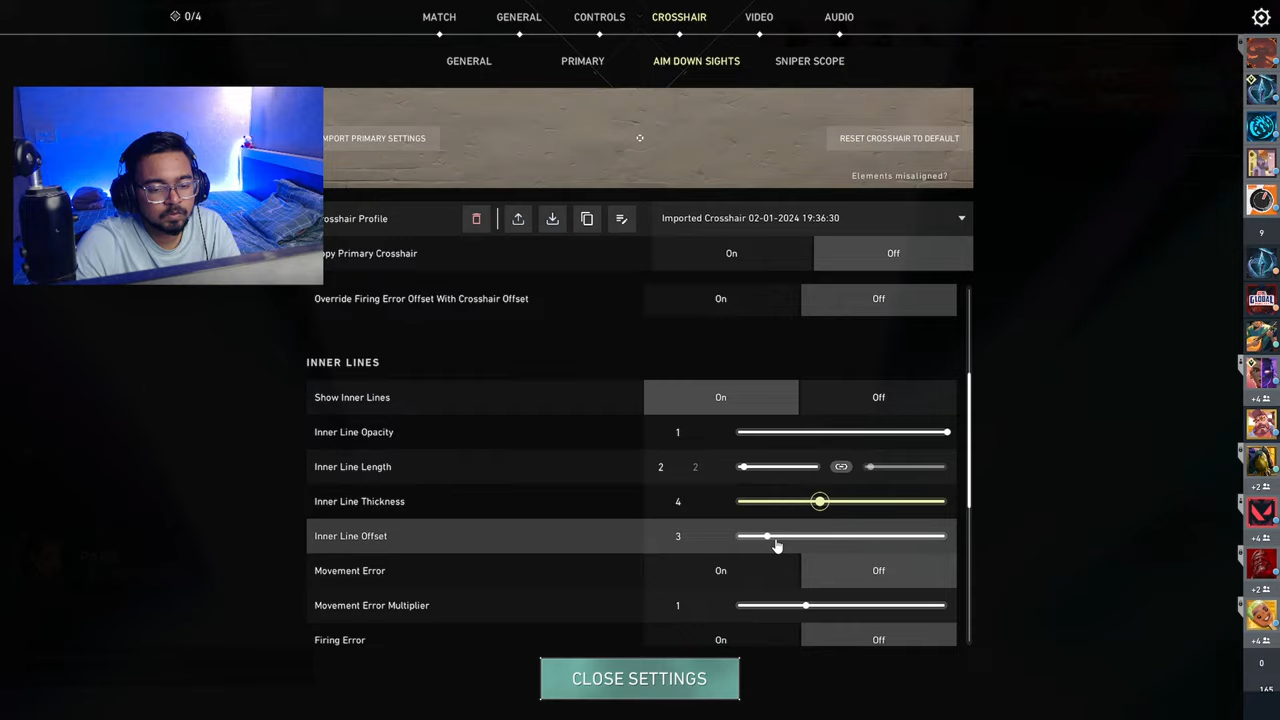 0/4
MATCH GENERAL CONTROLS CROSSHAIR VIDEO AUDIO
GENERAL PRIMARY AIM DOWN SIGHTS SNIPER SCOPE
MPORT PRIMARY SETTINGS RESET CROSSHAIR TO DEFAULT
Elements misaligned?
rosshair Profile Imported Crosshair 02-01-2024 19:36:30
opy Primary Crosshair On Off
Override Firing Error Offset With Crosshair Offset On Off
INNER LINES
Show Inner Lines On Off
Inner Line Opacity 1
Inner Line Length 2 2
Inner Line Thickness 4
Inner Line Offset 3
Movement Error On Off
Movement Error Multiplier 1
Firing Error On Off
CLOSE SETTINGS
9
GLOBAL
+4
+2
+4
+2
+4
0
165